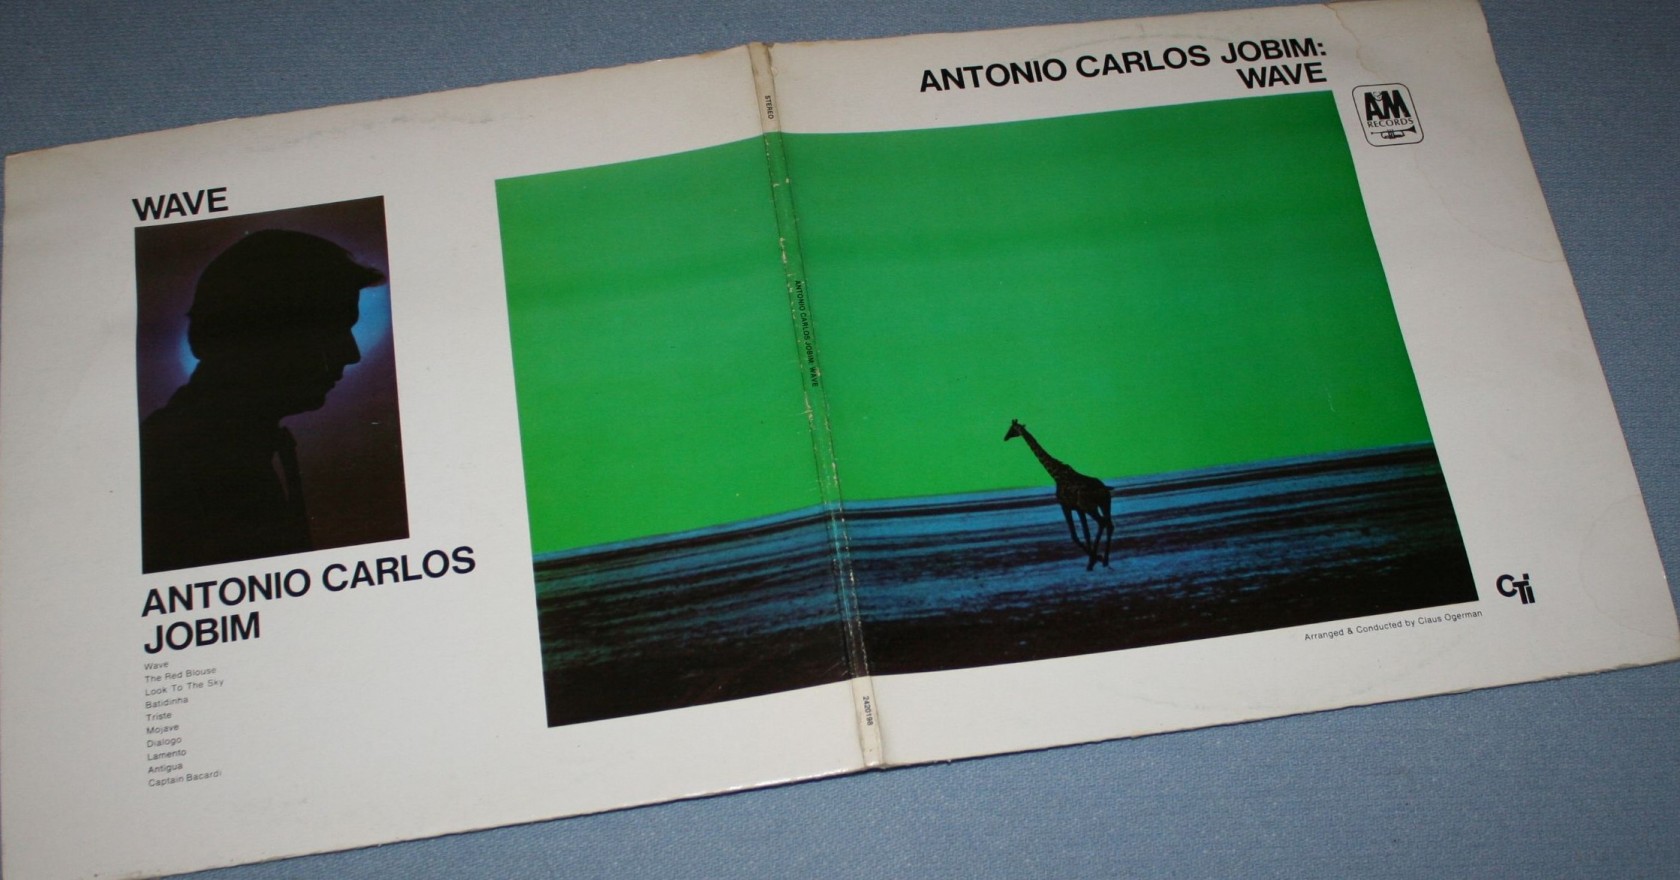 WAVE
ANTONIO CARLOS
JOBIM
Wave
The Red Blouse
Look To The Sky
Batidinha
Triste
Mojave
Dialogo
Lamento
Antigua
Captain Bacardi
STEREO
ANTONIO CARLOS JOBIM: WAVE
2420198
ANTONIO CARLOS JOBIM:
WAVE
A&M
RECORDS
Arranged & Conducted by Claus Ogerman
CTi